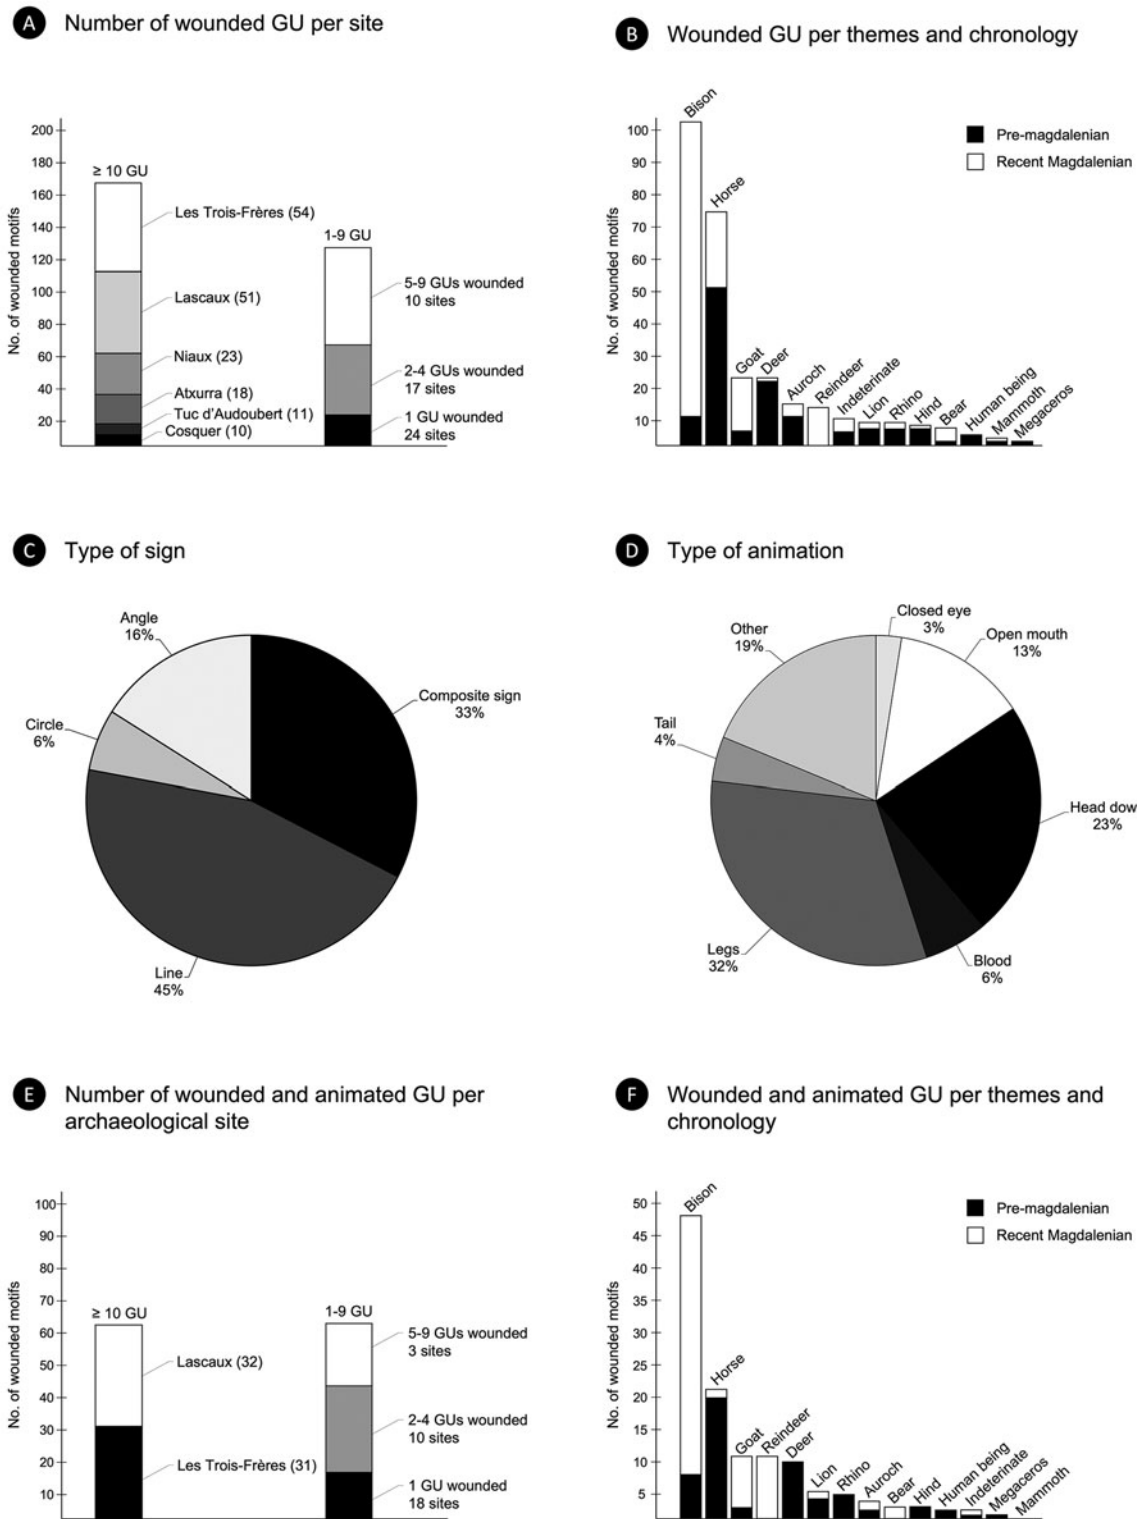 A Number of wounded GU per site
No. of wounded motifs
200
180
160
140
120
100
80
60
40
20
≥ 10 GU
Les Trois-Frères (54)
Lascaux (51)
Niaux (23)
Atxurra (18)
Tuc d'Audoubert (11)
Cosquer (10)
1-9 GU
5-9 GUs wounded
10 sites
2-4 GUs wounded
17 sites
1 GU wounded
24 sites
B Wounded GU per themes and chronology
No. of wounded motifs
100
90
80
70
60
50
40
30
20
10
Bison
Horse
Goat
Deer
Auroch
Reindeer
Indeterinate
Lion
Rhino
Hind
Bear
Human being
Mammoth
Megaceros
Pre-magdalenian
Recent Magdalenian
C Type of sign
Angle
16%
Composite sign
33%
Circle
6%
Line
45%
D Type of animation
Closed eye
3%
Open mouth
13%
Other
19%
Tail
4%
Head dow
23%
Legs
32%
Blood
6%
E Number of wounded and animated GU per
archaeological site
No. of wounded motifs
100
90
80
70
60
50
40
30
20
10
≥ 10 GU
Lascaux (32)
Les Trois-Frères (31)
1-9 GU
5-9 GUs wounded
3 sites
2-4 GUs wounded
10 sites
1 GU wounded
18 sites
F Wounded and animated GU per themes and
chronology
No. of wounded motifs
50
45
40
35
30
25
20
15
10
5
Bison
Horse
Goat
Reindeer
Deer
Lion
Rhino
Auroch
Bear
Hind
Human being
Indeterinate
Megaceros
Mammoth
Pre-magdalenian
Recent Magdalenian